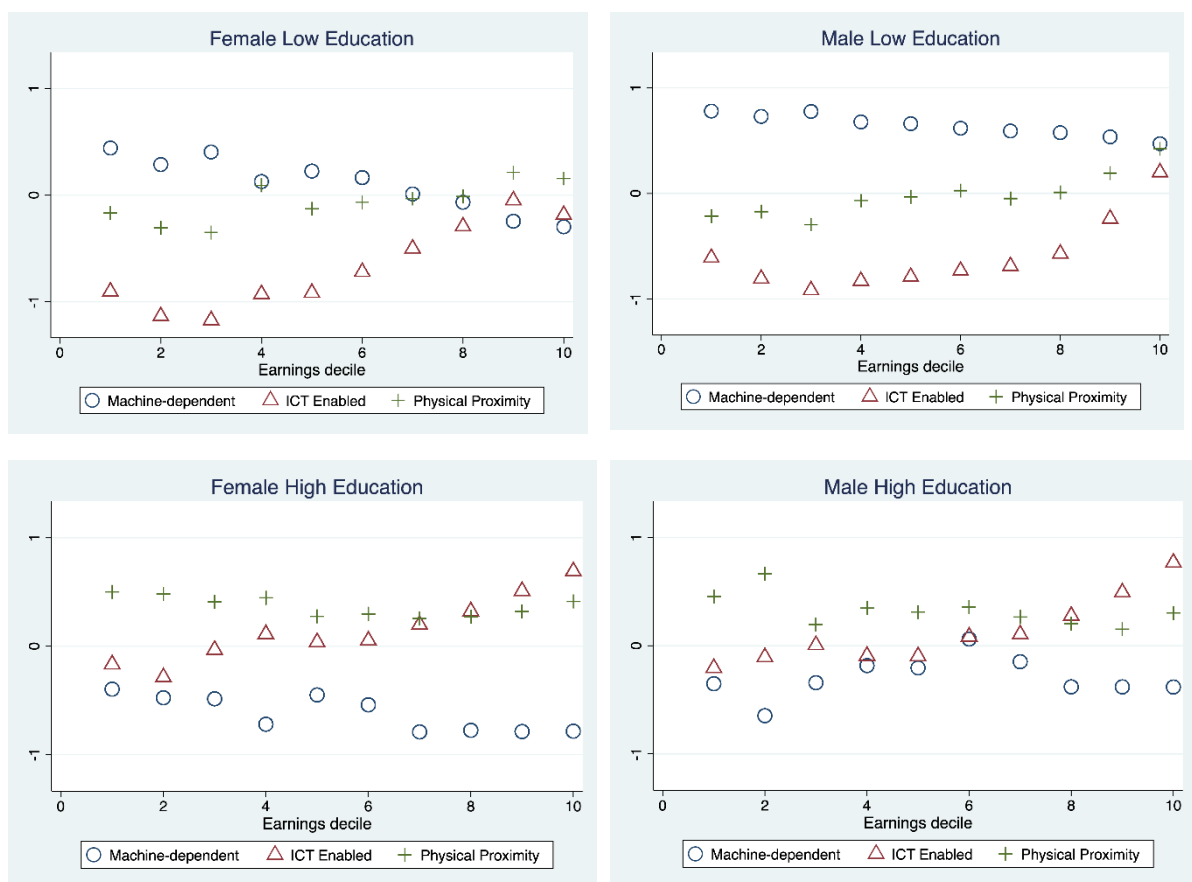 Female Low Education
1
0
-1
0 2 4 6 8 10
Earnings decile
Machine-dependent ICT Enabled Physical Proximity
Male Low Education
1
0
-1
0 2 4 6 8 10
Earnings decile
Machine-dependent ICT Enabled Physical Proximity
Female High Education
1
0
-1
0 2 4 6 8 10
Earnings decile
Machine-dependent ICT Enabled Physical Proximity
Male High Education
1
0
-1
0 2 4 6 8 10
Earnings decile
Machine-dependent ICT Enabled Physical Proximity